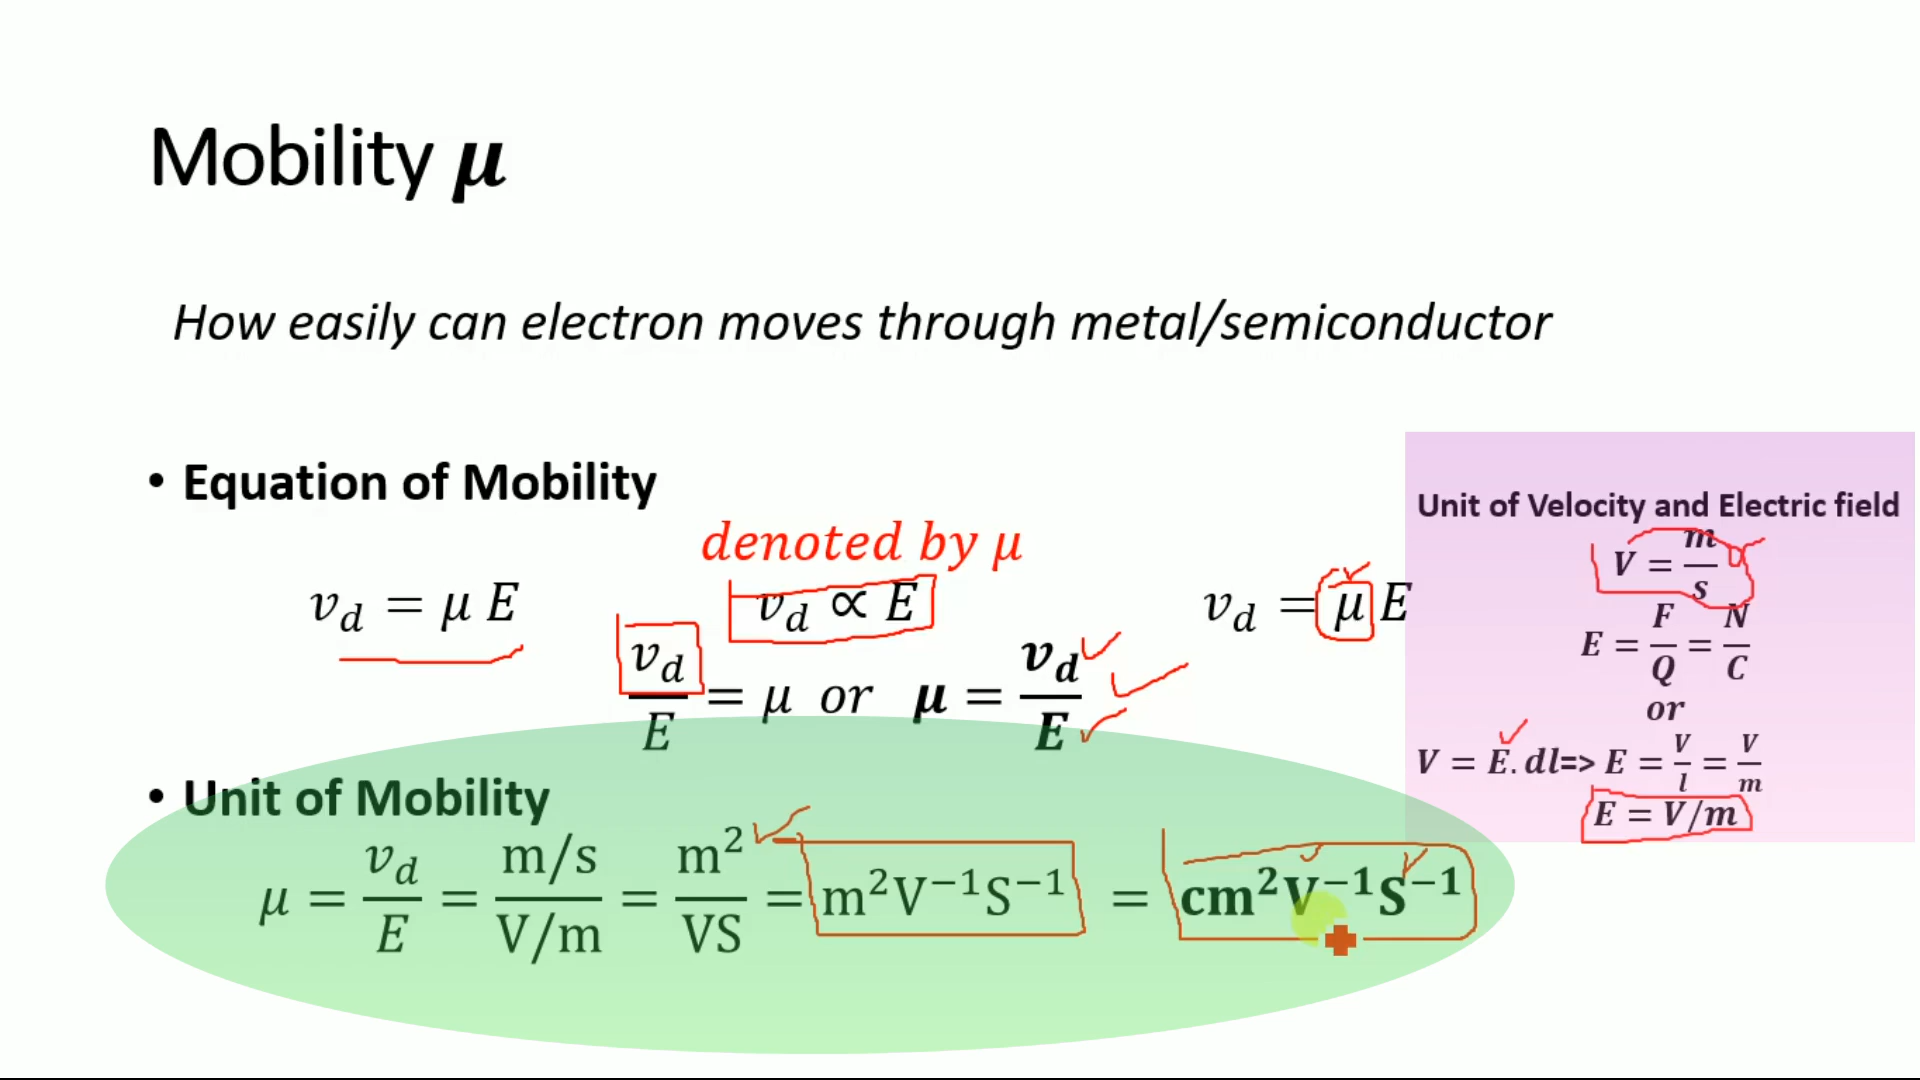 Mobility μ
How easily can electron moves through metal/semiconductor
• Equation of Mobility
denoted by μ
v_d = μ E
v_d ∝ E
v_d = μ E
v_d/E = μ or μ = v_d/E
Unit of Velocity and Electric field
V = m/s
E = F/Q = N/C
or
V = E. dl=> E = V/l = V/m
E = V/m
• Unit of Mobility
μ = v_d/E = (m/s)/(V/m) = m²/VS = m²V⁻¹S⁻¹ = cm²V⁻¹S⁻¹